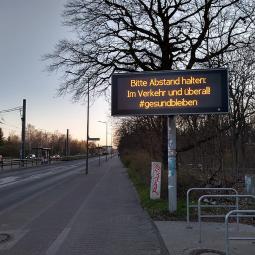 Bitte Abstand halten:
Im Verkehr und überall!
#gesundbleiben